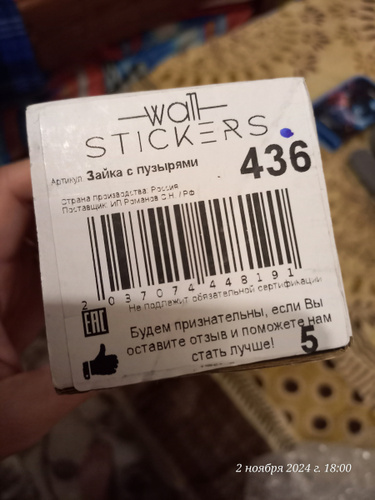 wall
STICKERS
436
Артикул Зайка с пузырями
Страна производства: Россия
Поставщик: ИП Романов С.Н. / РФ
2 037074 448191
Не подлежит обязательной сертификации
EAC
Будем признательны, если Вы
оставите отзыв и поможете нам
стать лучше!
5
2 ноября 2024 г. 18:00